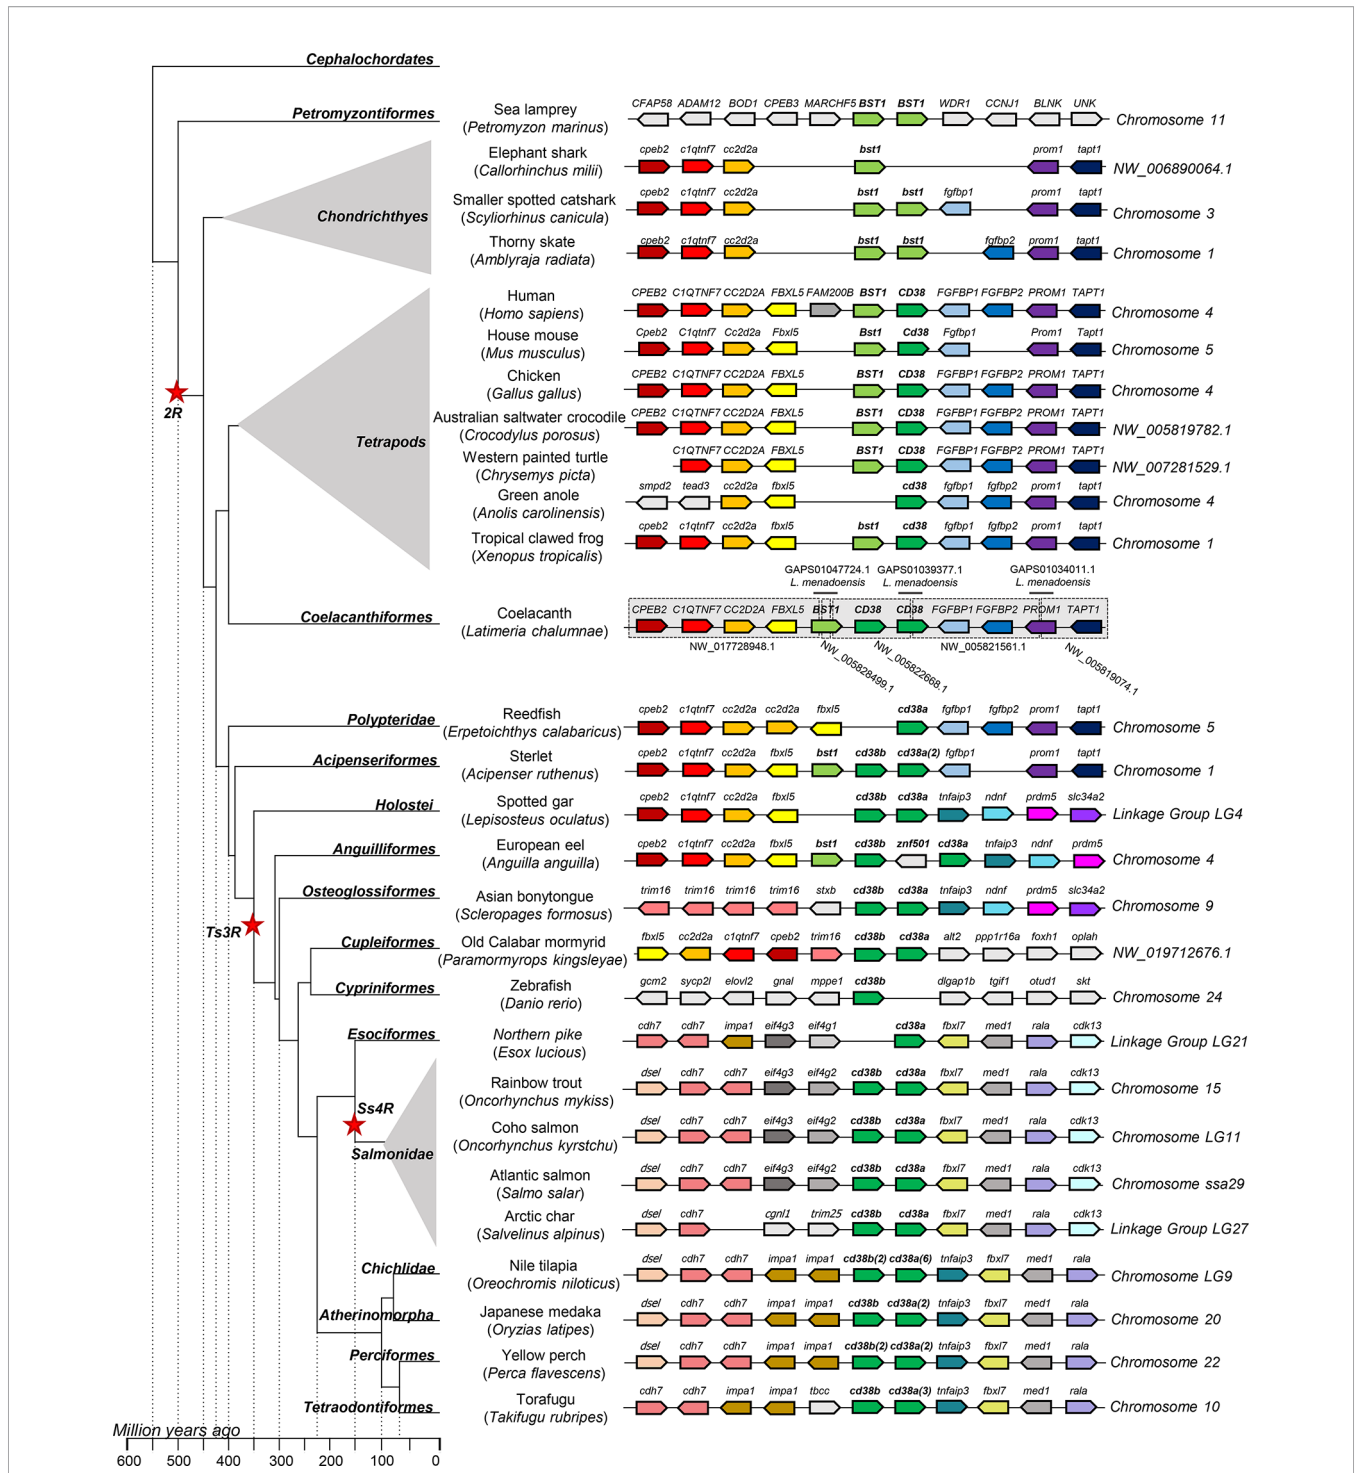 Cephalochordates
Petromyzontiformes
Sea lamprey
(Petromyzon marinus)
CFAP58 ADAM12 BOD1 CPEB3 MARCHF5 BST1 BST1 WDR1 CCNJ1 BLNK UNK
Chromosome 11
Chondrichthyes
Elephant shark
(Callorhinchus milii)
cpeb2 c1qtnf7 cc2d2a bst1 prom1 tapt1
NW_006890064.1
Smaller spotted catshark
(Scyliorhinus canicula)
cpeb2 c1qtnf7 cc2d2a bst1 bst1 fgfbp1 prom1 tapt1
Chromosome 3
Thorny skate
(Amblyraja radiata)
cpeb2 c1qtnf7 cc2d2a bst1 bst1 fgfbp2 prom1 tapt1
Chromosome 1
2R
Tetrapods
Human
(Homo sapiens)
CPEB2 C1QTNF7 CC2D2A FBXL5 FAM200B BST1 CD38 FGFBP1 FGFBP2 PROM1 TAPT1
Chromosome 4
House mouse
(Mus musculus)
Cpeb2 C1qtnf7 Cc2d2a Fbxl5 Bst1 Cd38 Fgfbp1 Prom1 Tapt1
Chromosome 5
Chicken
(Gallus gallus)
CPEB2 C1QTNF7 CC2D2A FBXL5 BST1 CD38 FGFBP1 FGFBP2 PROM1 TAPT1
Chromosome 4
Australian saltwater crocodile
(Crocodylus porosus)
CPEB2 C1QTNF7 CC2D2A FBXL5 BST1 CD38 FGFBP1 FGFBP2 PROM1 TAPT1
NW_005819782.1
Western painted turtle
(Chrysemys picta)
C1QTNF7 CC2D2A FBXL5 BST1 CD38 FGFBP1 FGFBP2 PROM1 TAPT1
NW_007281529.1
Green anole
(Anolis carolinensis)
smpd2 tead3 cc2d2a fbxl5 cd38 fgfbp1 fgfbp2 prom1 tapt1
Chromosome 4
Tropical clawed frog
(Xenopus tropicalis)
cpeb2 c1qtnf7 cc2d2a fbxl5 bst1 cd38 fgfbp1 fgfbp2 prom1 tapt1
Chromosome 1
GAPS01047724.1 GAPS01039377.1 GAPS01034011.1
L. menadoensis L. menadoensis L. menadoensis
Coelacanthiformes
Coelacanth
(Latimeria chalumnae)
CPEB2 C1QTNF7 CC2D2A FBXL5 BST1 CD38 CD38 FGFBP1 FGFBP2 PROM1 TAPT1
NW_017728948.1 NW_005828499.1 NW_005822668.1 NW_005821561.1 NW_005819074.1
Polypteridae
Reedfish
(Erpetoichthys calabaricus)
cpeb2 c1qtnf7 cc2d2a cc2d2a fbxl5 cd38a fgfbp1 fgfbp2 prom1 tapt1
Chromosome 5
Acipenseriformes
Sterlet
(Acipenser ruthenus)
cpeb2 c1qtnf7 cc2d2a fbxl5 bst1 cd38b cd38a(2) fgfbp1 prom1 tapt1
Chromosome 1
Holostei
Spotted gar
(Lepisosteus oculatus)
cpeb2 c1qtnf7 cc2d2a fbxl5 cd38b cd38a tnfaip3 ndnf prdm5 slc34a2
Linkage Group LG4
Anguilliformes
European eel
(Anguilla anguilla)
cpeb2 c1qtnf7 cc2d2a fbxl5 bst1 cd38b znf501 cd38a tnfaip3 ndnf prdm5
Chromosome 4
Osteoglossiformes
Asian bonytongue
(Scleropages formosus)
trim16 trim16 trim16 trim16 stxb cd38b cd38a tnfaip3 ndnf prdm5 slc34a2
Chromosome 9
Ts3R
Cupleiformes
Old Calabar mormyrid
(Paramormyrops kingsleyae)
fbxl5 cc2d2a c1qtnf7 cpeb2 trim16 cd38b cd38a alt2 ppp1r16a foxh1 oplah
NW_019712676.1
Cypriniformes
Zebrafish
(Danio rerio)
gcm2 sycp2l elovl2 gnal mppe1 cd38b dlgap1b tgif1 otud1 skt
Chromosome 24
Esociformes
Northern pike
(Esox lucious)
cdh7 cdh7 impa1 eif4g3 eif4g1 cd38a fbxl7 med1 rala cdk13
Linkage Group LG21
Ss4R
Salmonidae
Rainbow trout
(Oncorhynchus mykiss)
dsel cdh7 cdh7 eif4g3 eif4g2 cd38b cd38a fbxl7 med1 rala cdk13
Chromosome 15
Coho salmon
(Oncorhynchus kyrstchu)
dsel cdh7 cdh7 eif4g3 eif4g2 cd38b cd38a fbxl7 med1 rala cdk13
Chromosome LG11
Atlantic salmon
(Salmo salar)
dsel cdh7 cdh7 eif4g3 eif4g2 cd38b cd38a fbxl7 med1 rala cdk13
Chromosome ssa29
Arctic char
(Salvelinus alpinus)
dsel cdh7 cgnl1 trim25 cd38b cd38a fbxl7 med1 rala cdk13
Linkage Group LG27
Chichlidae
Nile tilapia
(Oreochromis niloticus)
dsel cdh7 cdh7 impa1 impa1 cd38b(2) cd38a(6) tnfaip3 fbxl7 med1 rala
Chromosome LG9
Atherinomorpha
Japanese medaka
(Oryzias latipes)
dsel cdh7 cdh7 impa1 impa1 cd38b cd38a(2) tnfaip3 fbxl7 med1 rala
Chromosome 20
Perciformes
Yellow perch
(Perca flavescens)
dsel cdh7 cdh7 impa1 impa1 cd38b(2) cd38a(2) tnfaip3 fbxl7 med1 rala
Chromosome 22
Tetraodontiformes
Torafugu
(Takifugu rubripes)
cdh7 cdh7 impa1 impa1 tbcc cd38b cd38a(3) tnfaip3 fbxl7 med1 rala
Chromosome 10
Million years ago
600 500 400 300 200 100 0